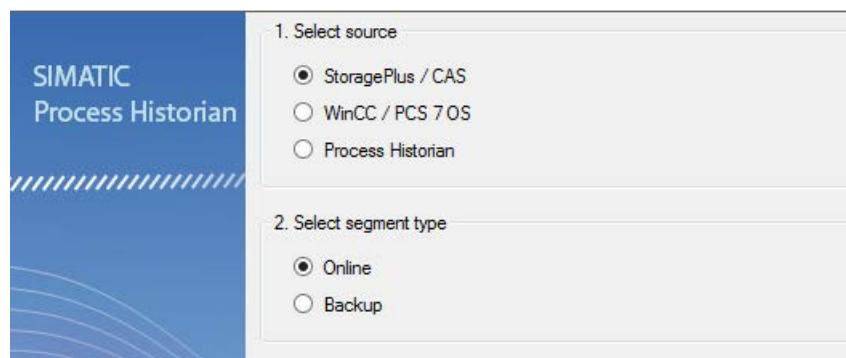 SIMATIC
Process Historian
1. Select source
StoragePlus / CAS
WinCC / PCS 7 OS
Process Historian
2. Select segment type
Online
Backup